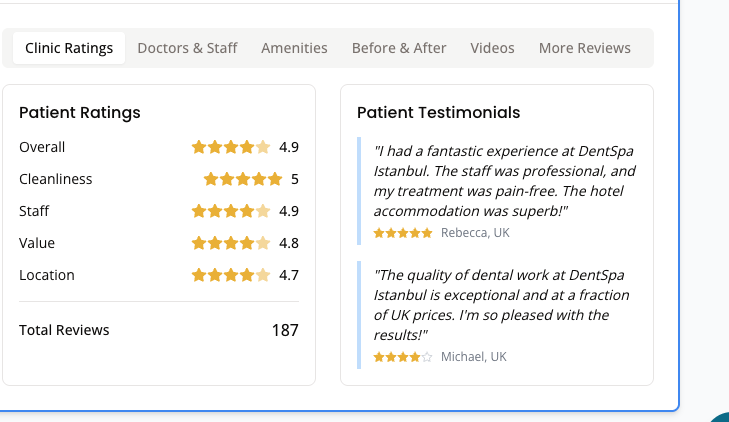 Clinic Ratings Doctors & Staff Amenities Before & After Videos More Reviews
Patient Ratings
Overall 4.9
Cleanliness 5
Staff 4.9
Value 4.8
Location 4.7
Total Reviews 187
Patient Testimonials
"I had a fantastic experience at DentSpa
Istanbul. The staff was professional, and
my treatment was pain-free. The hotel
accommodation was superb!"
Rebecca, UK
"The quality of dental work at DentSpa
Istanbul is exceptional and at a fraction
of UK prices. I'm so pleased with the
results!"
Michael, UK